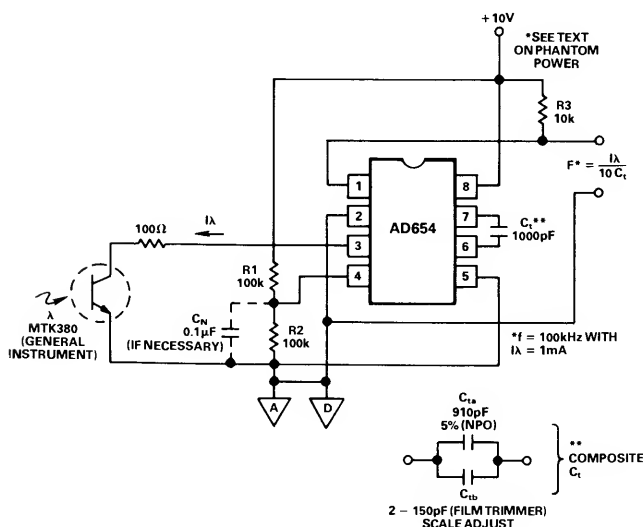 +10V
*SEE TEXT
ON PHANTOM
POWER
R3
10k
F* = Iλ
10 Ct
1
2
3
4
8
7
6
5
AD654
Ct**
1000pF
100Ω
Iλ
R1
100k
CN
0.1μF
(IF NECESSARY)
R2
100k
λ
MTK380
(GENERAL
INSTRUMENT)
*f = 100kHz WITH
Iλ = 1mA
A
D
Cta
910pF
5% (NPO)
Ctb
2 – 150pF (FILM TRIMMER)
SCALE ADJUST
**
COMPOSITE
Ct